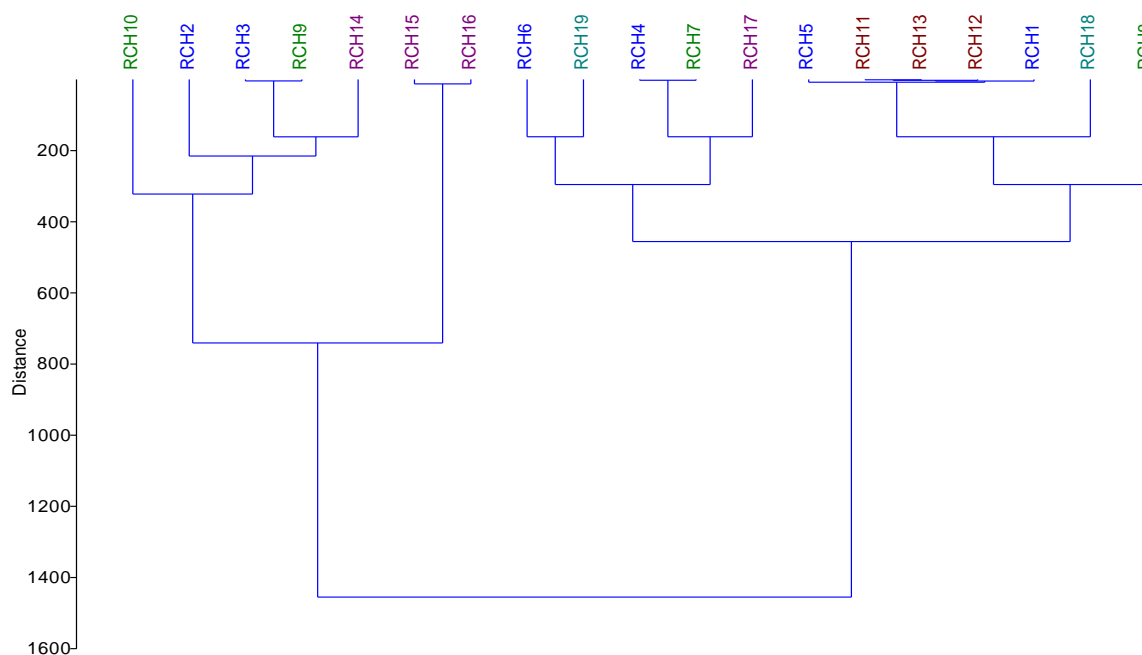 RCH10
RCH2
RCH3
RCH9
RCH14
RCH15
RCH16
RCH6
RCH19
RCH4
RCH7
RCH17
RCH5
RCH11
RCH13
RCH12
RCH1
RCH18
200
400
600
800
1000
1200
1400
1600
Distance